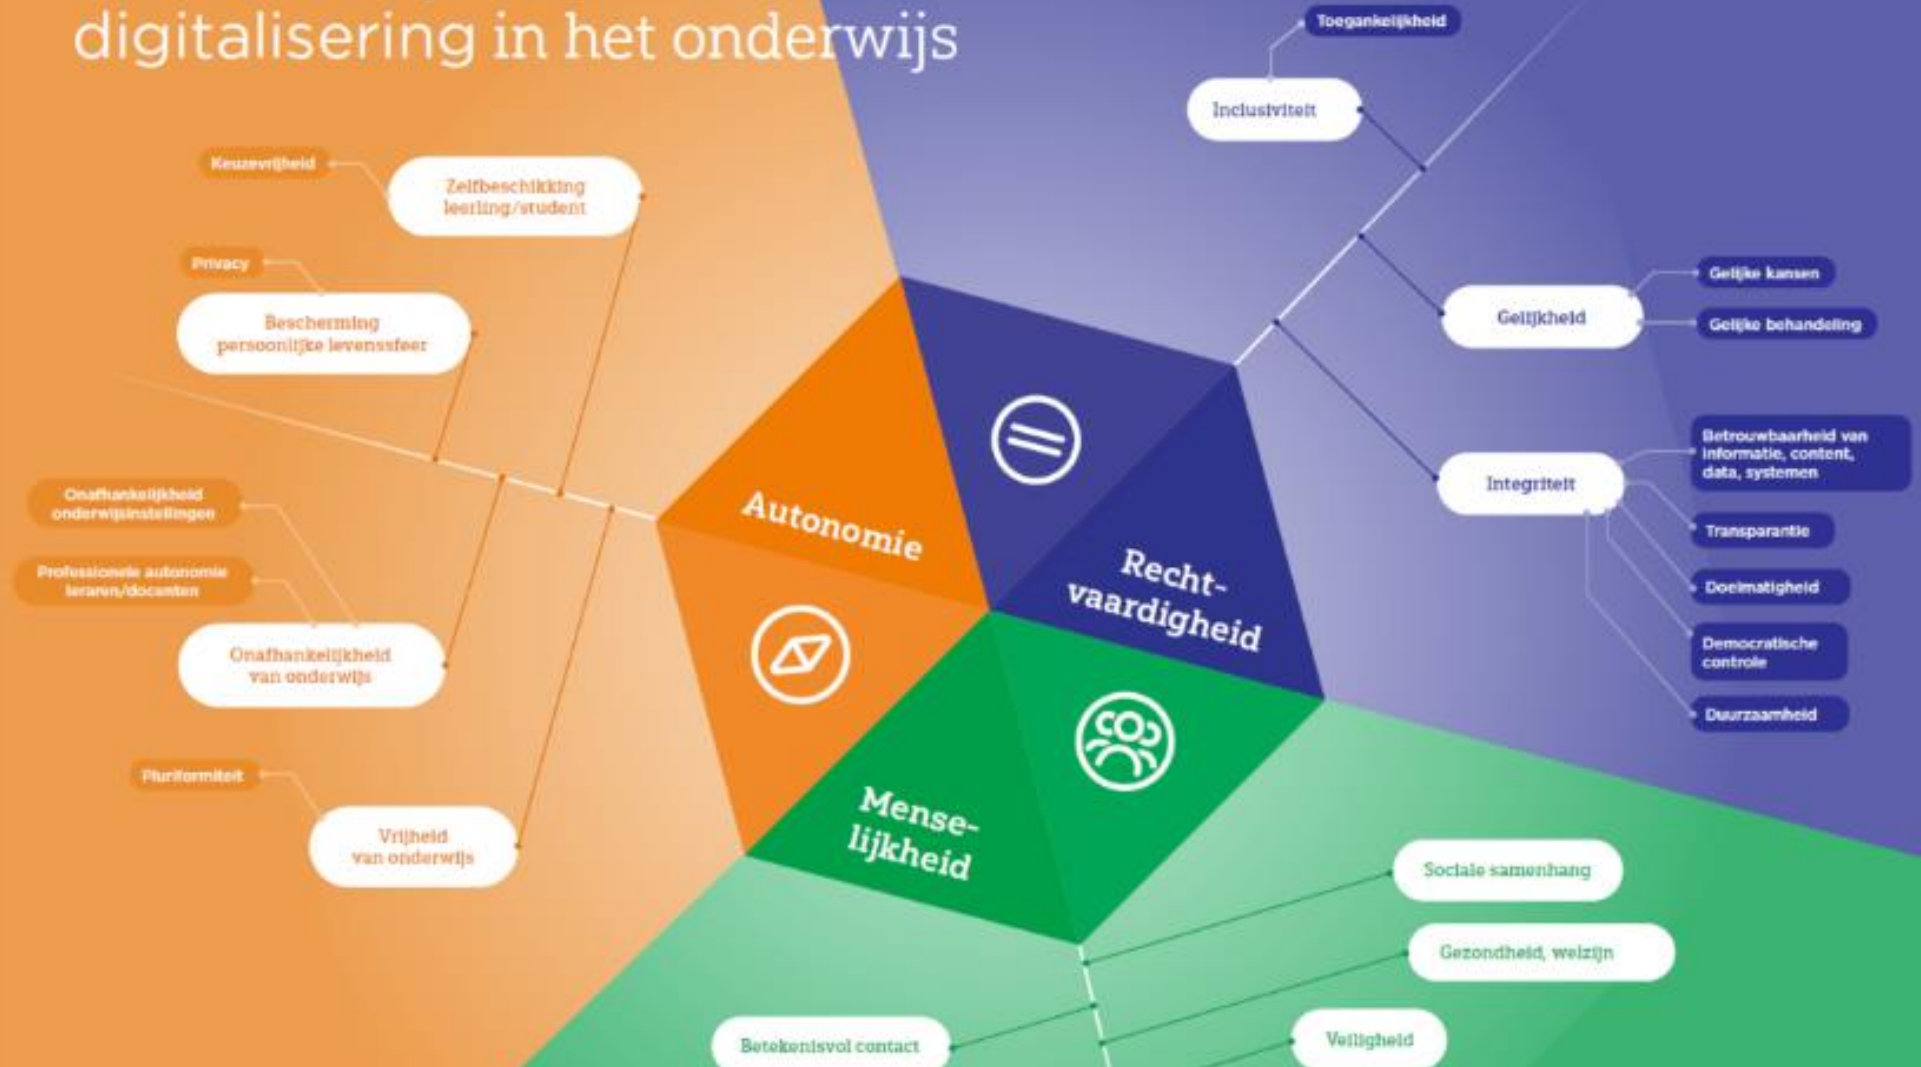 digitalisering in het onderwijs
Keuzevrijheid
Zelfbeschikking
leerling/student
Privacy
Bescherming
persoonlijke levenssfeer
Onafhankelijkheid
onderwijsinstellingen
Professionele autonomie
leraren/docenten
Onafhankelijkheid
van onderwijs
Pluriformiteit
Vrijheid
van onderwijs
Autonomie
Toegankelijkheid
Inclusiviteit
Gelijkheid
Gelijke kansen
Gelijke behandeling
Integriteit
Betrouwbaarheid van
informatie, content,
data, systemen
Transparantie
Doelmatigheid
Democratische
controle
Duurzaamheid
Recht-
vaardigheid
Mense-
lijkheid
Sociale samenhang
Gezondheid, welzijn
Veiligheid
Betekenisvol contact